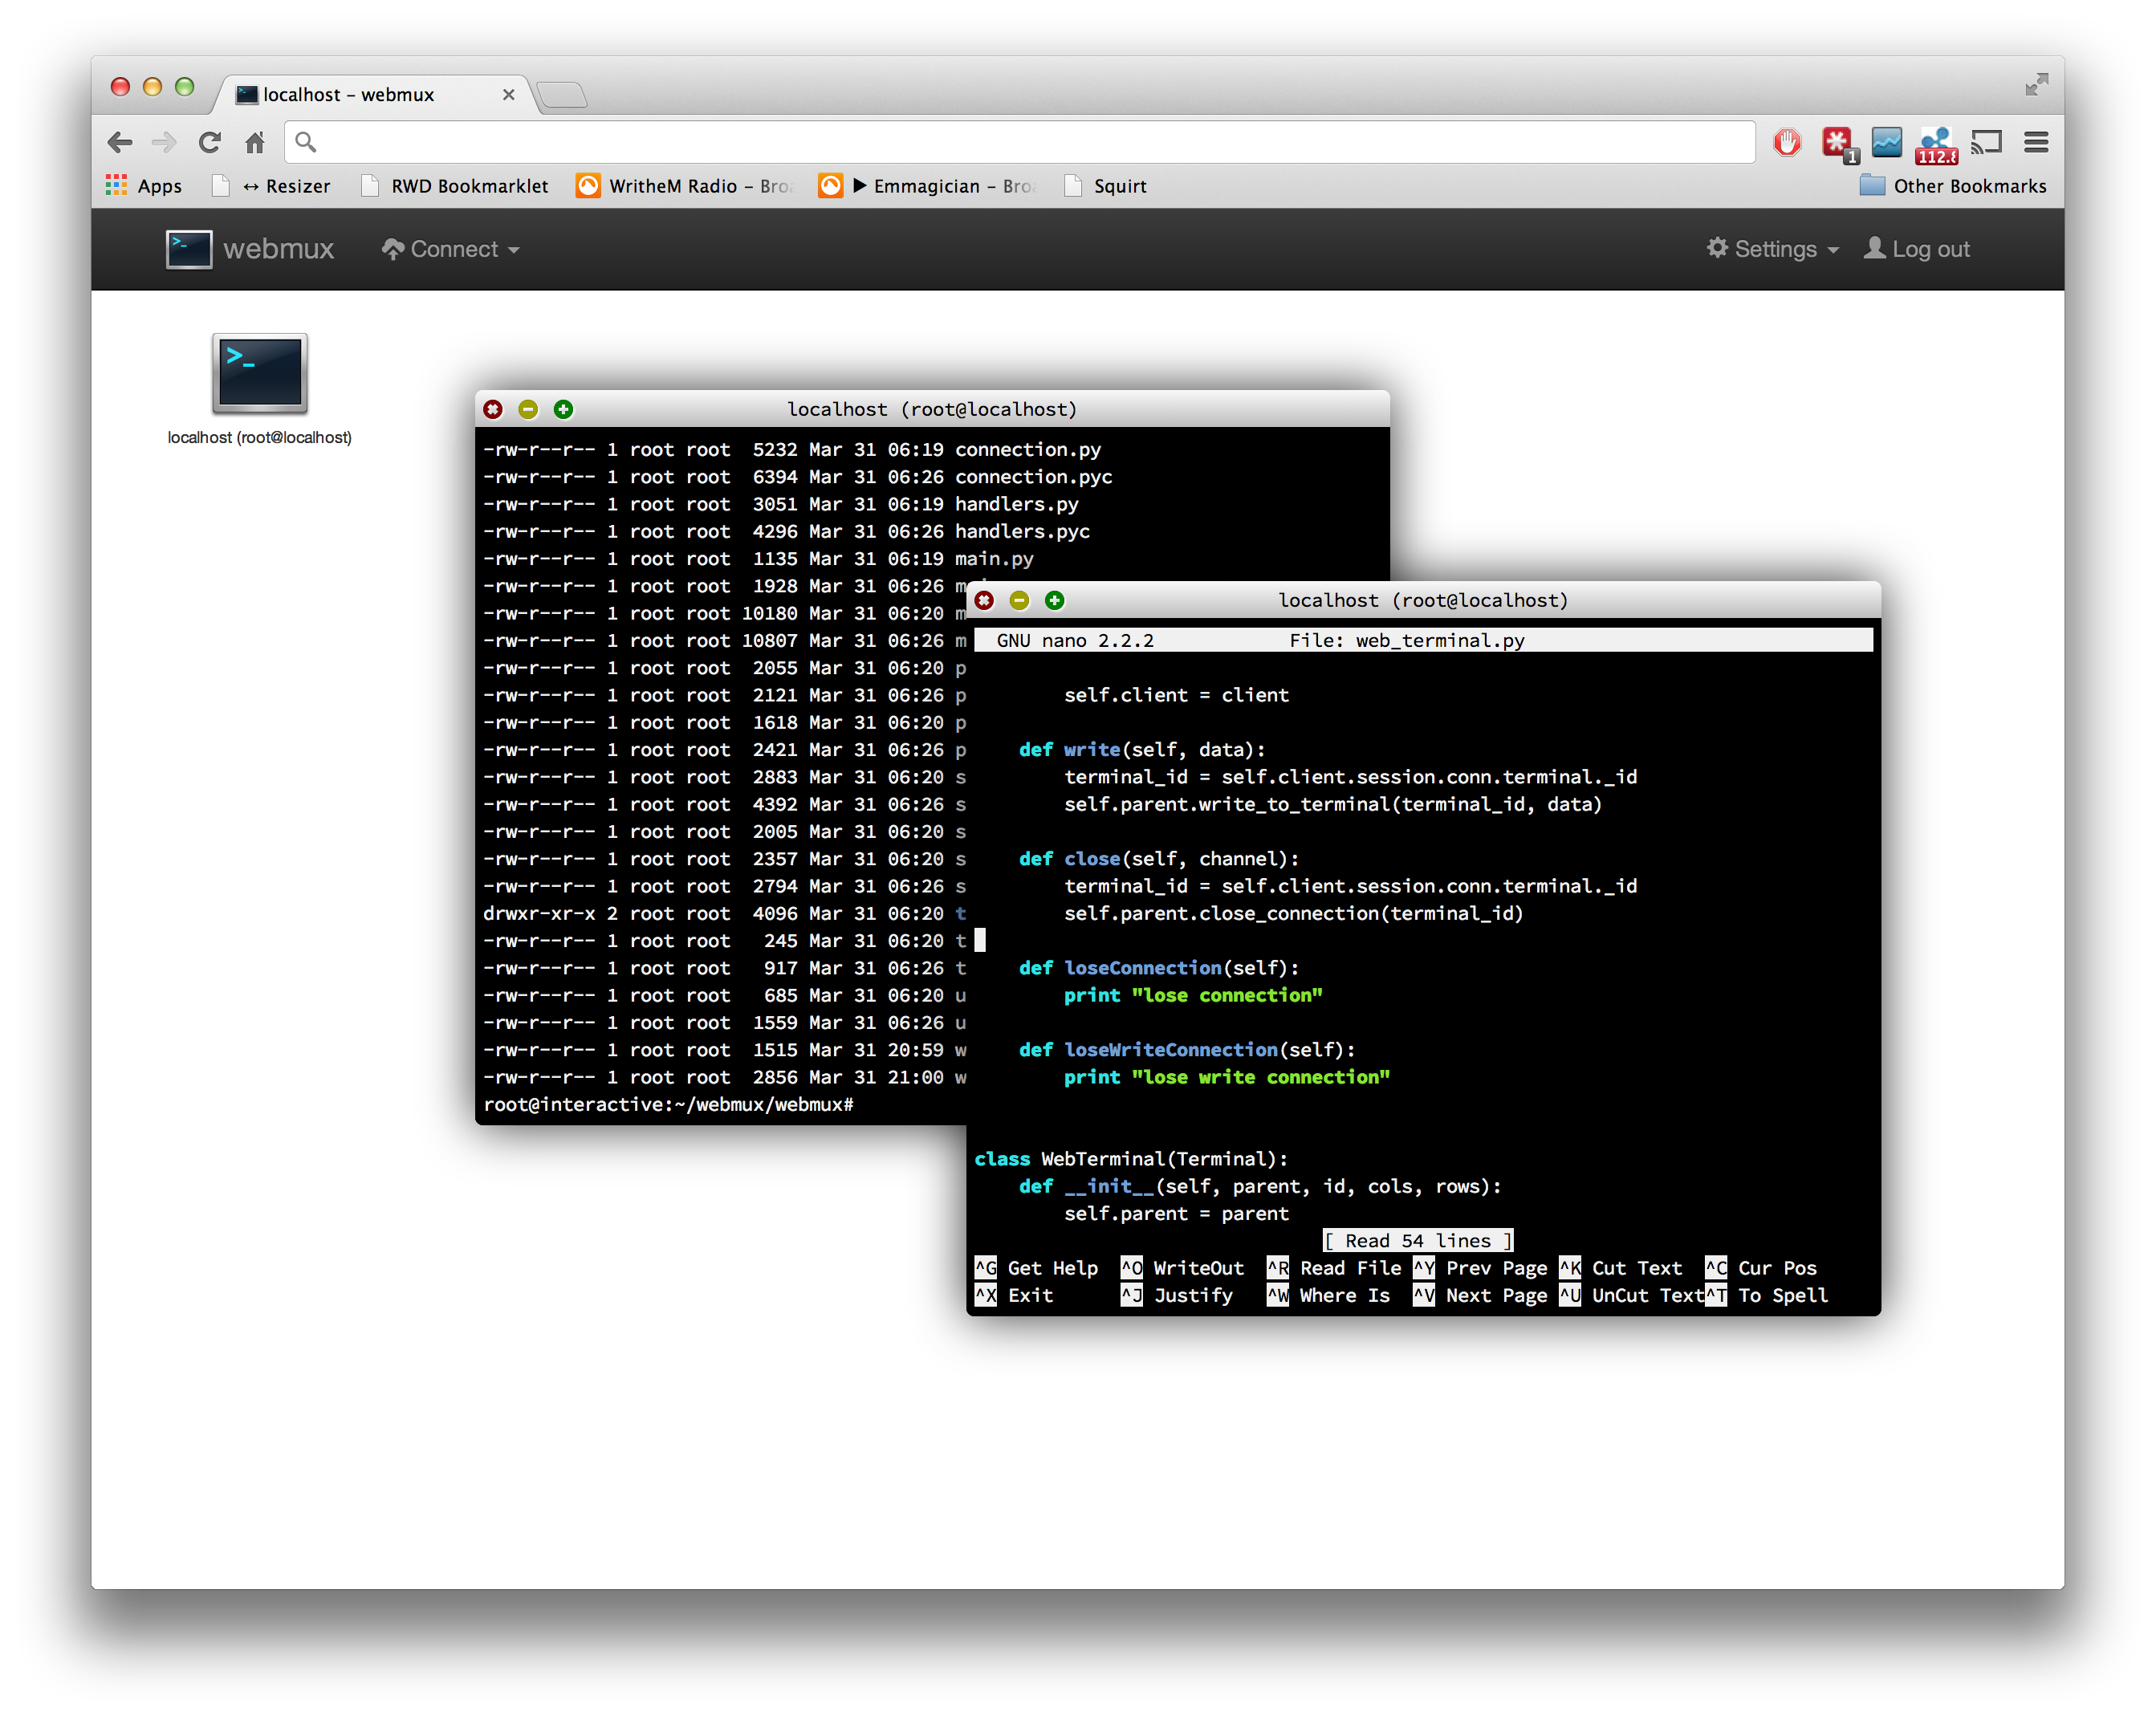 localhost – webmux
1
112.8
Apps ↔ Resizer RWD Bookmarklet WritheM Radio – Bro ▶ Emmagician – Bro Squirt Other Bookmarks
>_ webmux Connect Settings Log out
>_
localhost (root@localhost)
localhost (root@localhost)
-rw-r--r-- 1 root root  5232 Mar 31 06:19 connection.py
-rw-r--r-- 1 root root  6394 Mar 31 06:26 connection.pyc
-rw-r--r-- 1 root root  3051 Mar 31 06:19 handlers.py
-rw-r--r-- 1 root root  4296 Mar 31 06:26 handlers.pyc
-rw-r--r-- 1 root root  1135 Mar 31 06:19 main.py
-rw-r--r-- 1 root root  1928 Mar 31 06:26 m
-rw-r--r-- 1 root root 10180 Mar 31 06:20 m
-rw-r--r-- 1 root root 10807 Mar 31 06:26 m
-rw-r--r-- 1 root root  2055 Mar 31 06:20 p
-rw-r--r-- 1 root root  2121 Mar 31 06:26 p
-rw-r--r-- 1 root root  1618 Mar 31 06:20 p
-rw-r--r-- 1 root root  2421 Mar 31 06:26 p
-rw-r--r-- 1 root root  2883 Mar 31 06:20 s
-rw-r--r-- 1 root root  4392 Mar 31 06:26 s
-rw-r--r-- 1 root root  2005 Mar 31 06:20 s
-rw-r--r-- 1 root root  2357 Mar 31 06:20 s
-rw-r--r-- 1 root root  2794 Mar 31 06:26 s
drwxr-xr-x 2 root root  4096 Mar 31 06:20 t
-rw-r--r-- 1 root root   245 Mar 31 06:20 t
-rw-r--r-- 1 root root   917 Mar 31 06:26 t
-rw-r--r-- 1 root root   685 Mar 31 06:20 u
-rw-r--r-- 1 root root  1559 Mar 31 06:26 u
-rw-r--r-- 1 root root  1515 Mar 31 20:59 w
-rw-r--r-- 1 root root  2856 Mar 31 21:00 w
root@interactive:~/webmux/webmux#
localhost (root@localhost)
GNU nano 2.2.2 File: web_terminal.py
        self.client = client
    def write(self, data):
        terminal_id = self.client.session.conn.terminal._id
        self.parent.write_to_terminal(terminal_id, data)
    def close(self, channel):
        terminal_id = self.client.session.conn.terminal._id
        self.parent.close_connection(terminal_id)
    def loseConnection(self):
        print "lose connection"
    def loseWriteConnection(self):
        print "lose write connection"
class WebTerminal(Terminal):
    def __init__(self, parent, id, cols, rows):
        self.parent = parent
[ Read 54 lines ]
^G Get Help ^O WriteOut ^R Read File ^Y Prev Page ^K Cut Text ^C Cur Pos
^X Exit ^J Justify ^W Where Is ^V Next Page ^U UnCut Text ^T To Spell